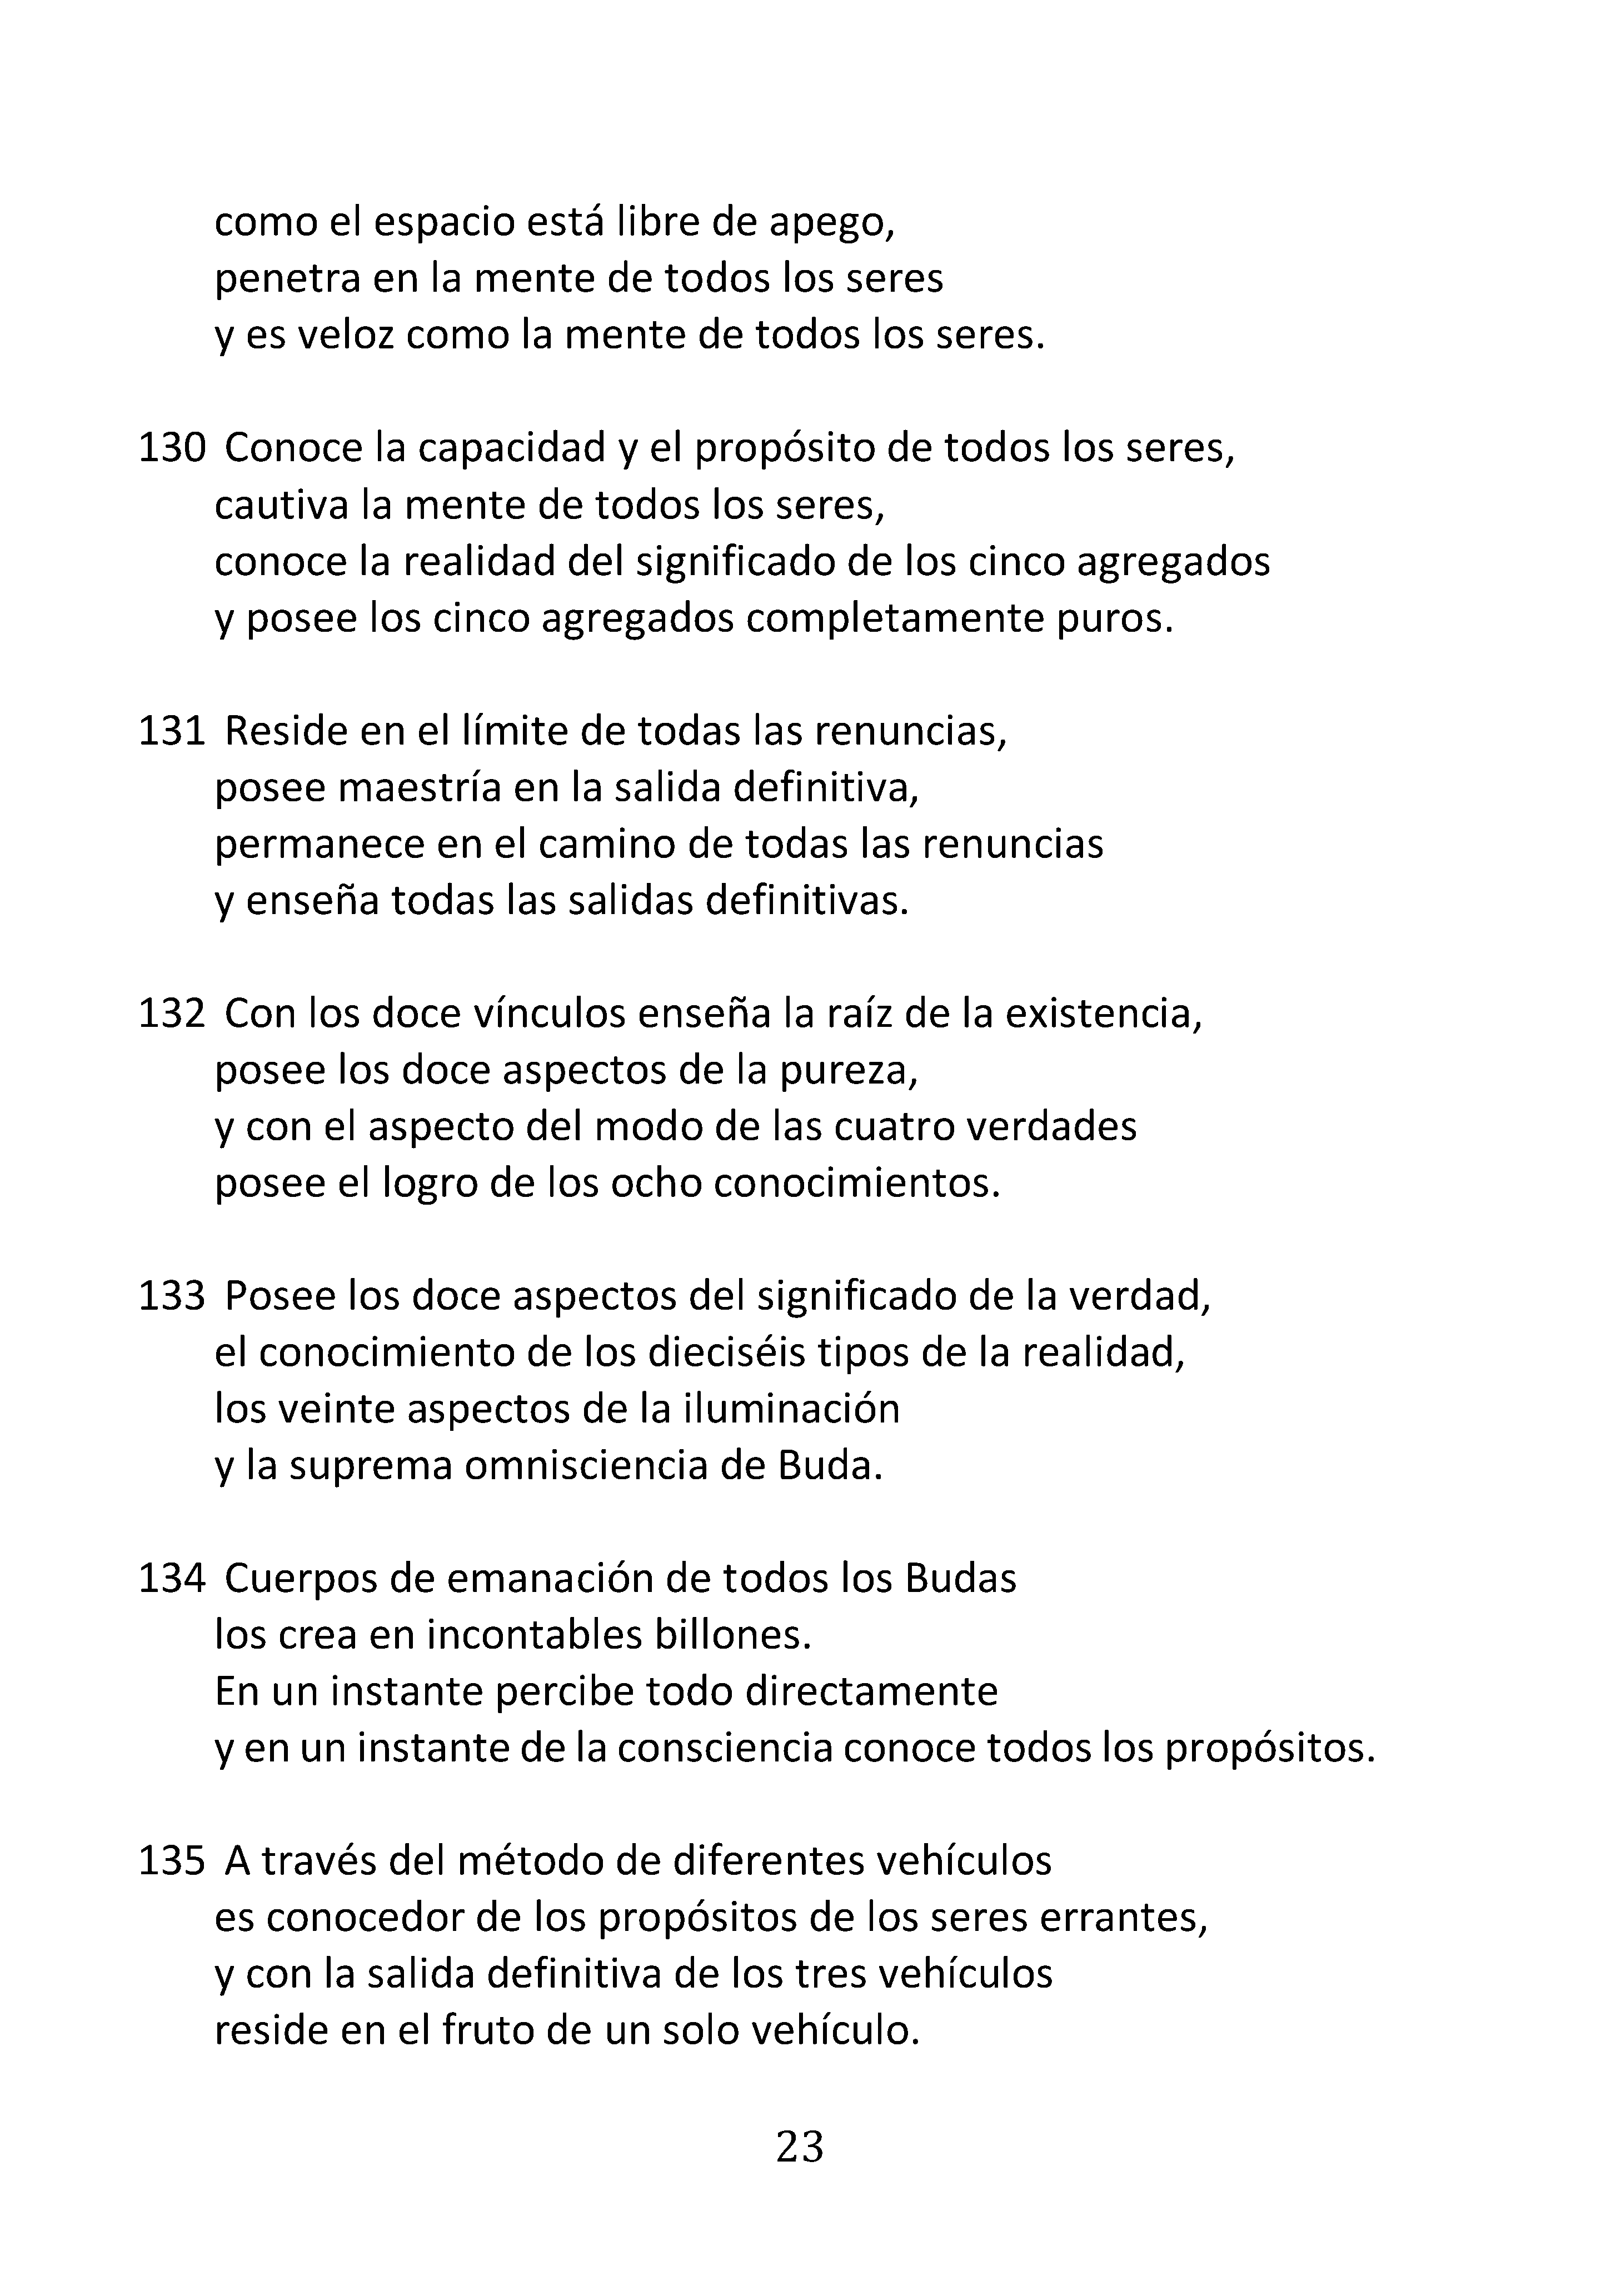 como el espacio está libre de apego,
penetra en la mente de todos los seres
y es veloz como la mente de todos los seres.
130 Conoce la capacidad y el propósito de todos los seres,
cautiva la mente de todos los seres,
conoce la realidad del significado de los cinco agregados
y posee los cinco agregados completamente puros.
131 Reside en el límite de todas las renuncias,
posee maestría en la salida definitiva,
permanece en el camino de todas las renuncias
y enseña todas las salidas definitivas.
132 Con los doce vínculos enseña la raíz de la existencia,
posee los doce aspectos de la pureza,
y con el aspecto del modo de las cuatro verdades
posee el logro de los ocho conocimientos.
133 Posee los doce aspectos del significado de la verdad,
el conocimiento de los dieciséis tipos de la realidad,
los veinte aspectos de la iluminación
y la suprema omnisciencia de Buda.
134 Cuerpos de emanación de todos los Budas
los crea en incontables billones.
En un instante percibe todo directamente
y en un instante de la consciencia conoce todos los propósitos.
135 A través del método de diferentes vehículos
es conocedor de los propósitos de los seres errantes,
y con la salida definitiva de los tres vehículos
reside en el fruto de un solo vehículo.
23